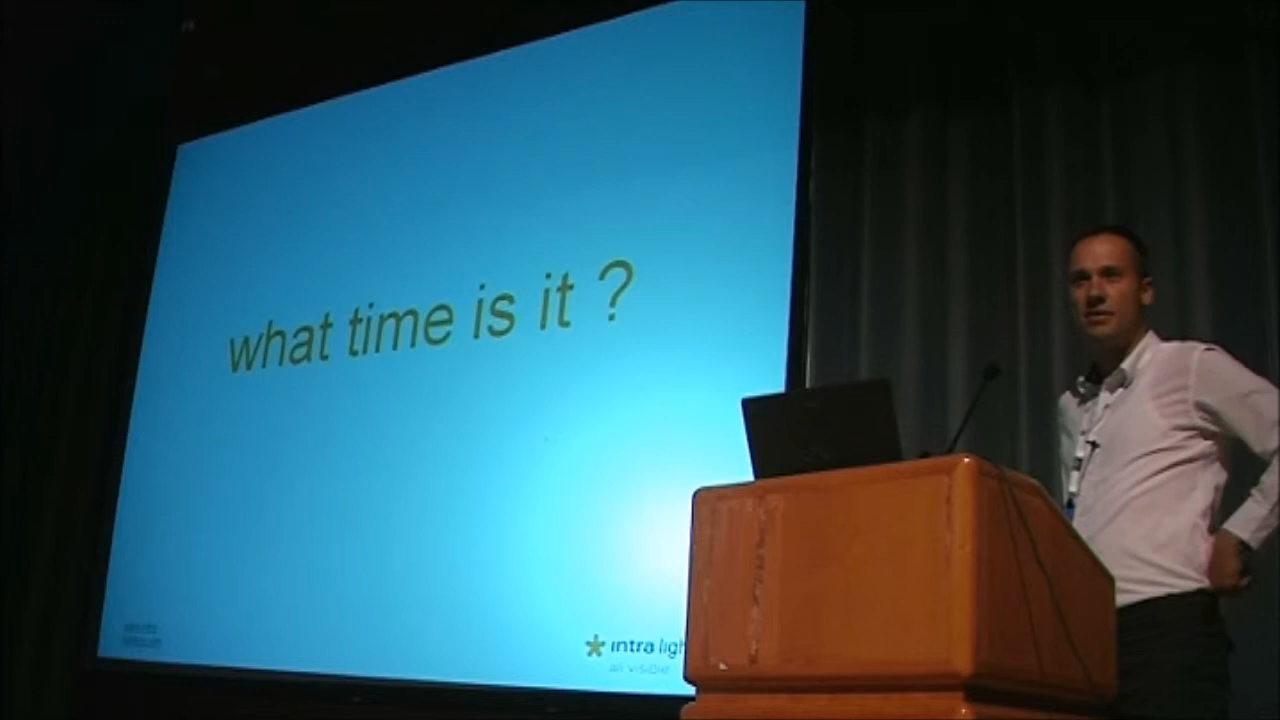 what time is it ?
intra ligh
all visible